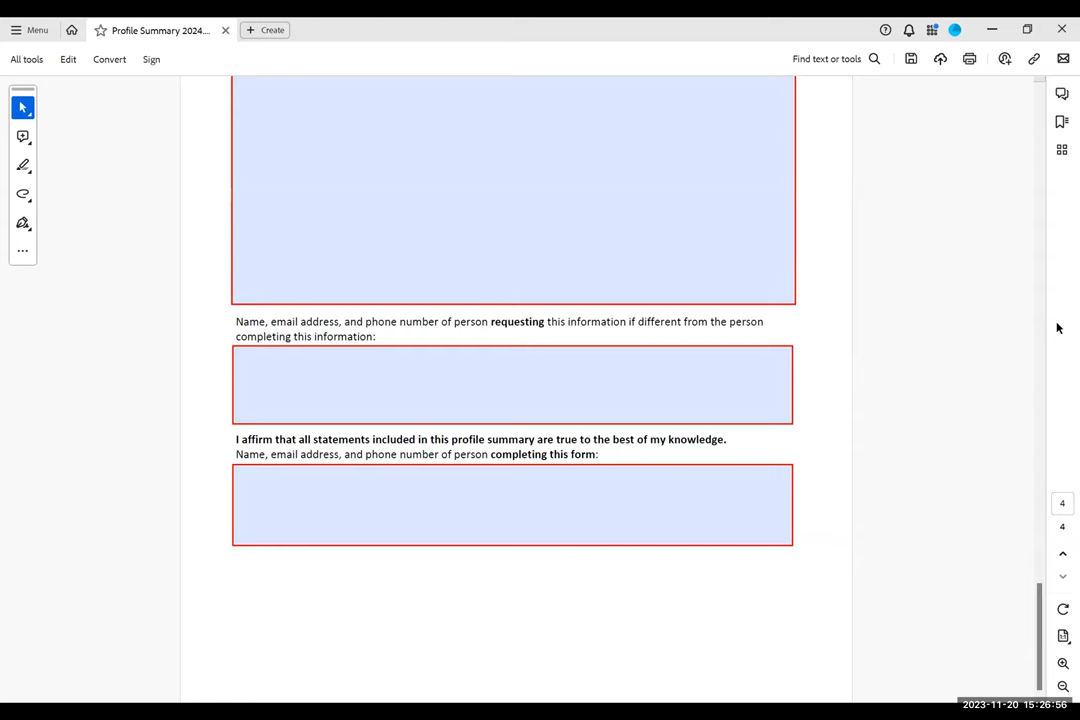 Menu
Profile Summary 2024....
Create
All tools
Edit
Convert
Sign
Find text or tools
Name, email address, and phone number of person requesting this information if different from the person
completing this information:
I affirm that all statements included in this profile summary are true to the best of my knowledge.
Name, email address, and phone number of person completing this form:
4
4
2023-11-20 15:26:56